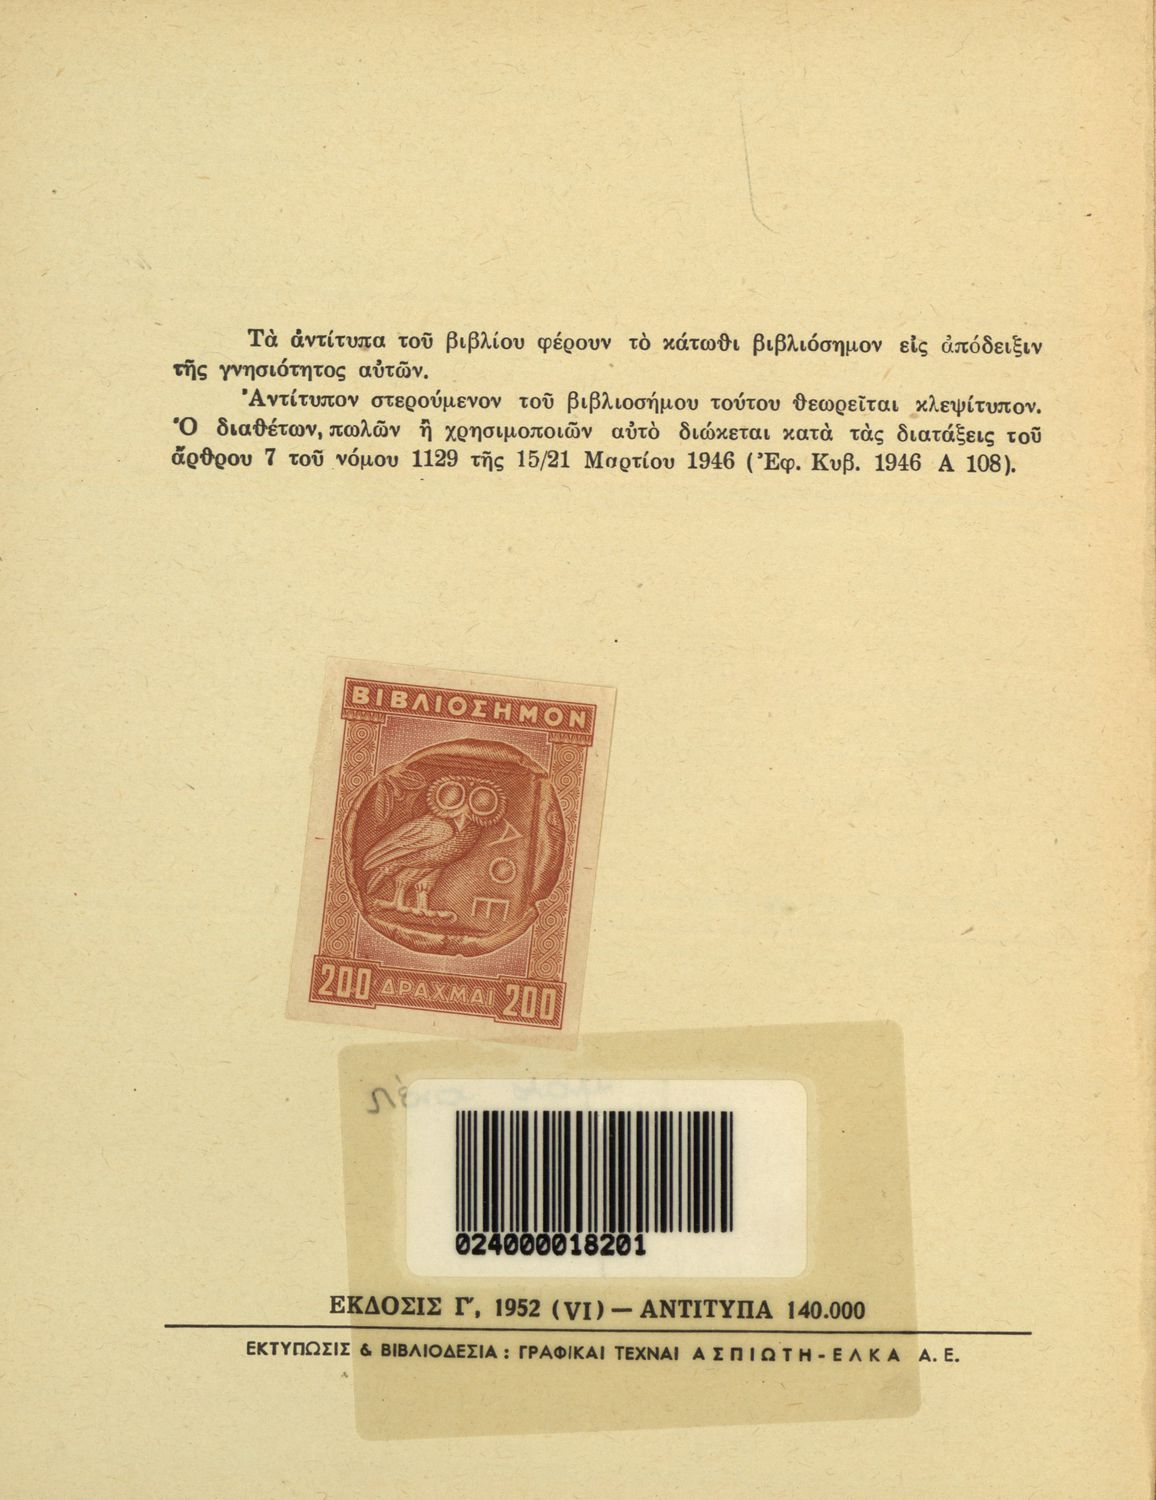 Τὰ ἀντίτυπα τοῦ βιβλίου φέρουν τὸ κάτωθι βιβλιόσημον εἰς ἀπόδειξιν
τῆς γνησιότητος αὐτῶν.
Ἀντίτυπον στερούμενον τοῦ βιβλιοσήμου τούτου θεωρεῖται κλεψίτυπον.
Ὁ διαθέτων, πωλῶν ἢ χρησιμοποιῶν αὐτὸ διώκεται κατὰ τὰς διατάξεις τοῦ
ἄρθρου 7 τοῦ νόμου 1129 τῆς 15/21 Μαρτίου 1946 (Ἐφ. Κυβ. 1946 Α 108).
ΒΙΒΛΙΟΣΗΜΟΝ
ΑΘΕ
200 ΔΡΑΧΜΑΙ 200
024000018201
ΕΚΔΟΣΙΣ Γ′, 1952 (VI) — ΑΝΤΙΤΥΠΑ 140.000
ΕΚΤΥΠΩΣΙΣ & ΒΙΒΛΙΟΔΕΣΙΑ : ΓΡΑΦΙΚΑΙ ΤΕΧΝΑΙ ΑΣΠΙΩΤΗ-ΕΛΚΑ Α.Ε.